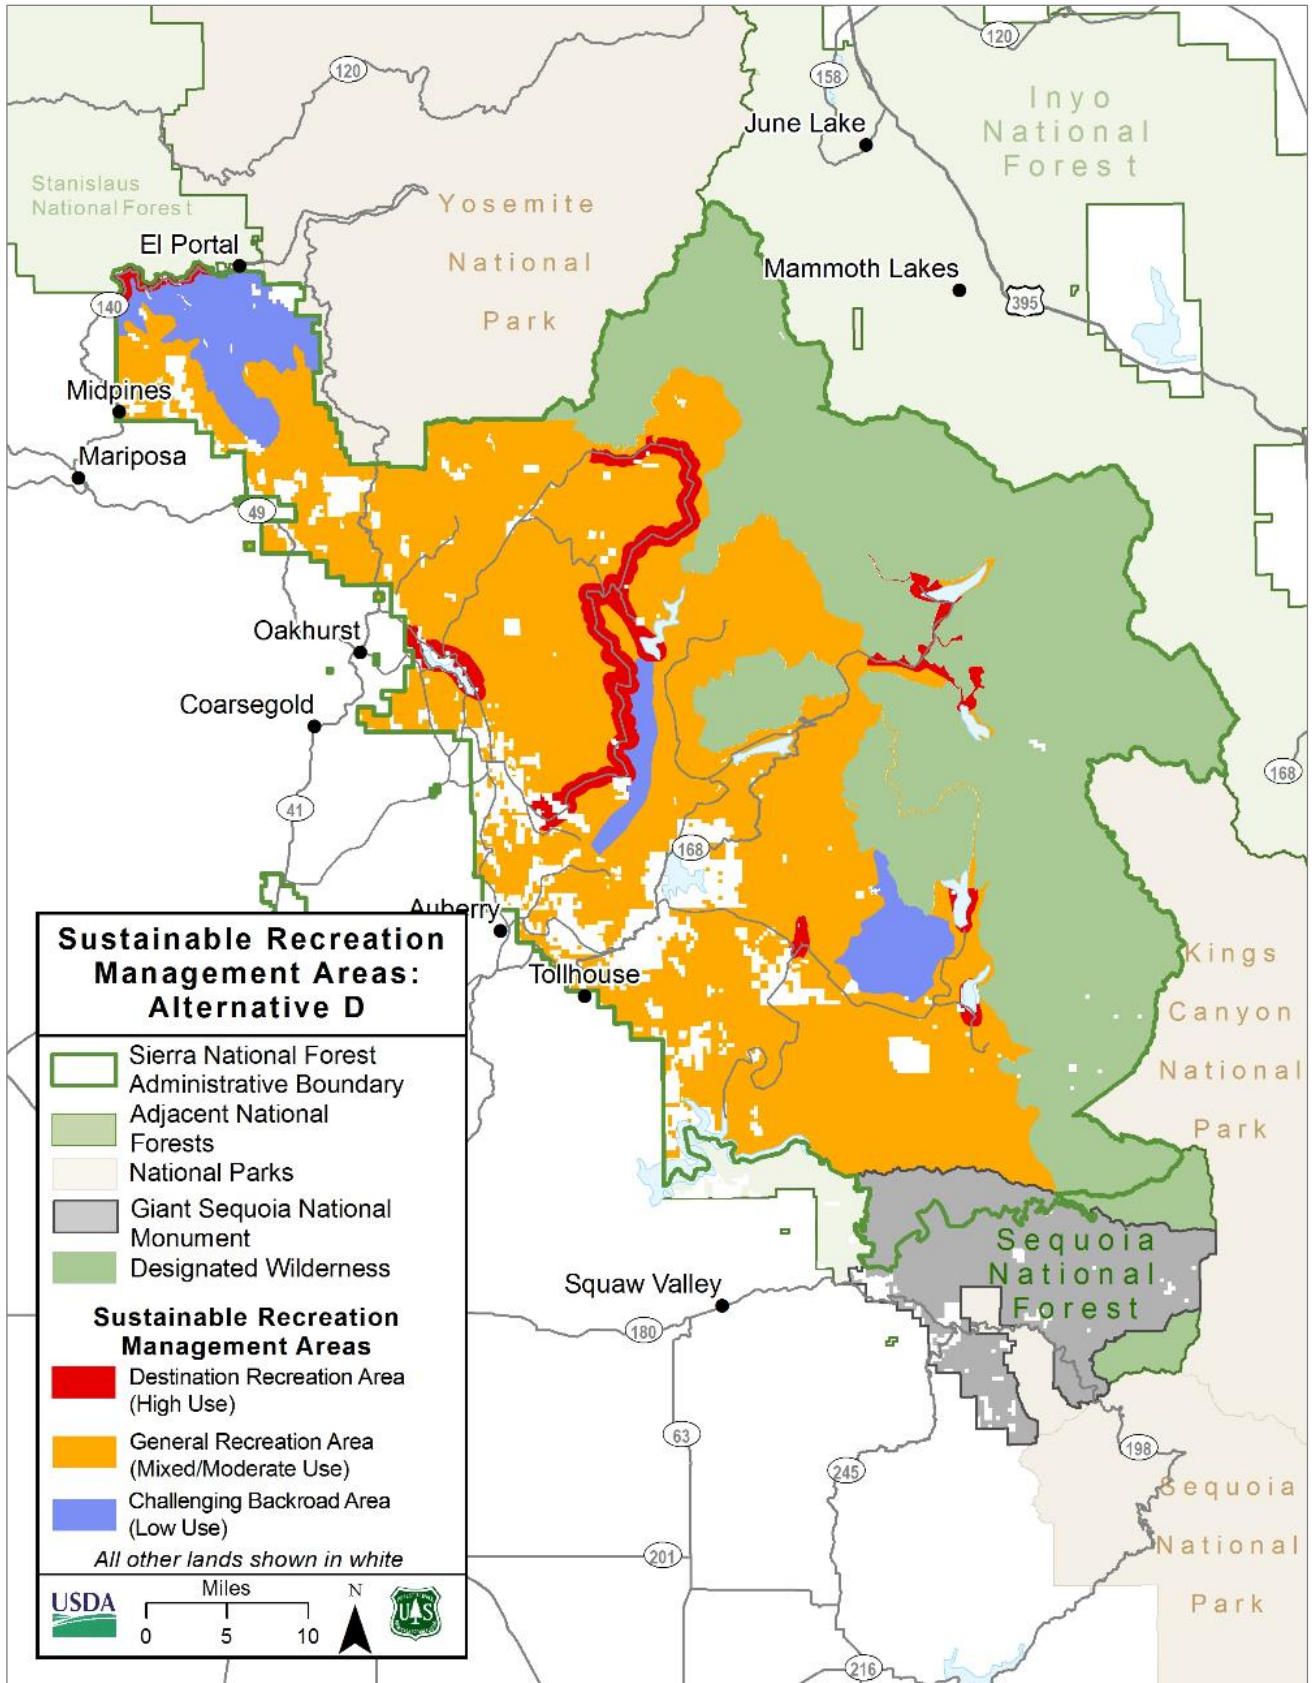 120
120
158
June Lake
Inyo
National
Forest
Stanislaus
National Forest
Yosemite
National
Park
El Portal
Mammoth Lakes
140
395
Midpines
Mariposa
49
Oakhurst
Coarsegold
168
41
168
Auberry
Tollhouse
Kings
Canyon
National
Park
Sequoia
National
Forest
Squaw Valley
180
63
198
245
Sequoia
National
Park
201
216
Sustainable Recreation
Management Areas:
Alternative D
Sierra National Forest
Administrative Boundary
Adjacent National
Forests
National Parks
Giant Sequoia National
Monument
Designated Wilderness
Sustainable Recreation
Management Areas
Destination Recreation Area
(High Use)
General Recreation Area
(Mixed/Moderate Use)
Challenging Backroad Area
(Low Use)
All other lands shown in white
USDA
Miles
0 5 10
N
U S